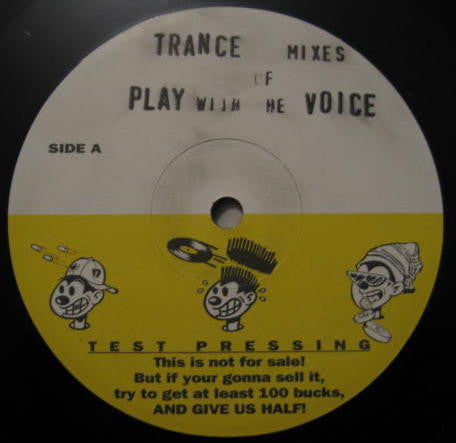 TRANCE MIXES
OF
PLAY WITH THE VOICE
SIDE A
TEST PRESSING
This is not for sale!
But if your gonna sell it,
try to get at least 100 bucks,
AND GIVE US HALF!